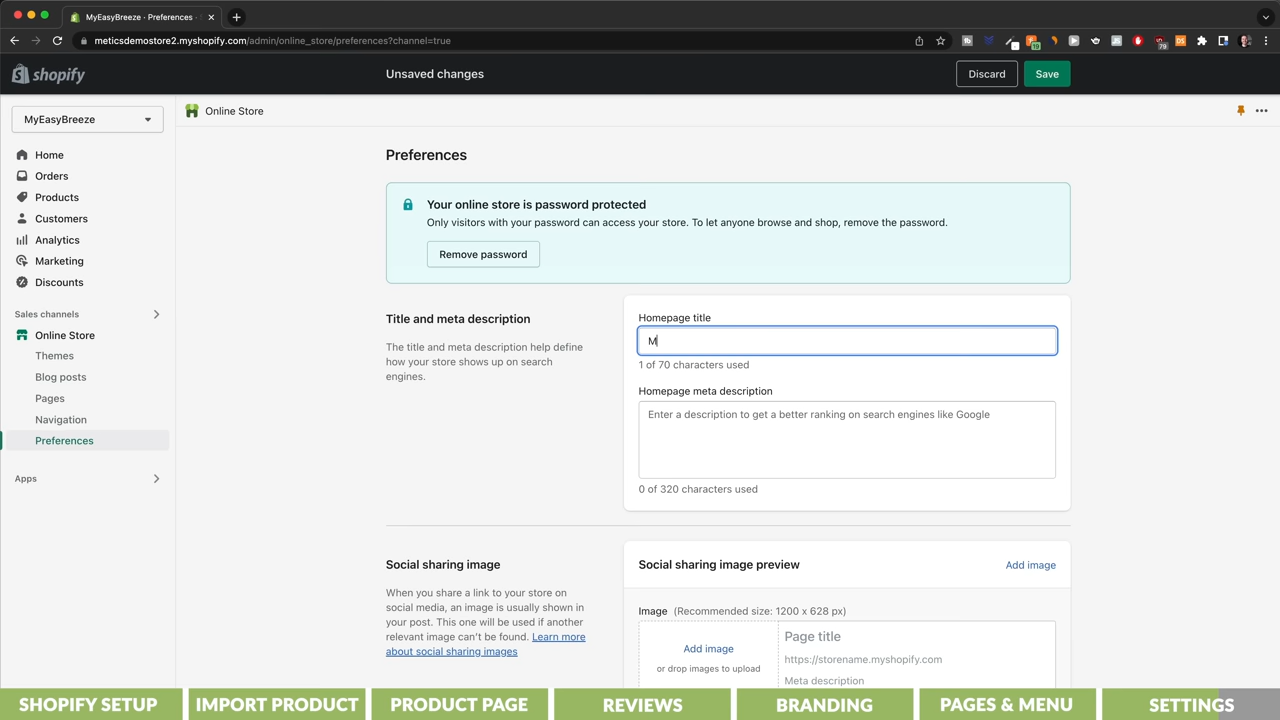 MyEasyBreeze · Preferences ·
meticsdemostore2.myshopify.com/admin/online_store/preferences?channel=true
shopify
Unsaved changes
Discard
Save
MyEasyBreeze
Online Store
Home
Orders
Products
Customers
Analytics
Marketing
Discounts
Sales channels
Online Store
Themes
Blog posts
Pages
Navigation
Preferences
Apps
Preferences
Your online store is password protected
Only visitors with your password can access your store. To let anyone browse and shop, remove the password.
Remove password
Title and meta description
The title and meta description help define
how your store shows up on search
engines.
Homepage title
M
1 of 70 characters used
Homepage meta description
Enter a description to get a better ranking on search engines like Google
0 of 320 characters used
Social sharing image
When you share a link to your store on
social media, an image is usually shown in
your post. This one will be used if another
relevant image can't be found. Learn more
about social sharing images
Social sharing image preview
Add image
Image (Recommended size: 1200 x 628 px)
Add image
or drop images to upload
Page title
https://storename.myshopify.com
Meta description
SHOPIFY SETUP
IMPORT PRODUCT
PRODUCT PAGE
REVIEWS
BRANDING
PAGES & MENU
SETTINGS